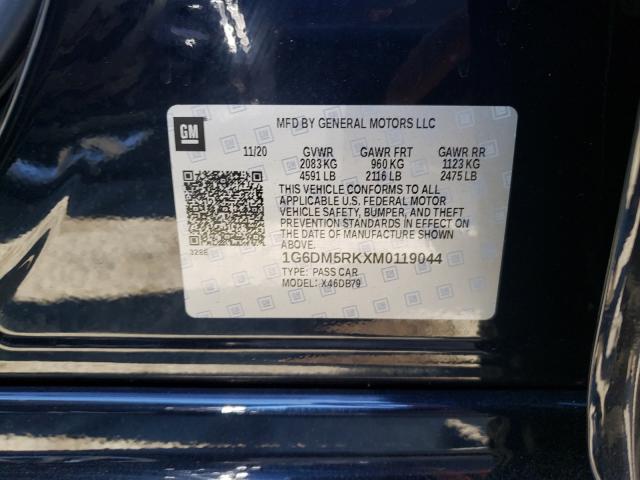 GM
MFD BY GENERAL MOTORS LLC
11/20 GVWR GAWR FRT GAWR RR
2083 KG 960 KG 1123 KG
4591 LB 2116 LB 2475 LB
THIS VEHICLE CONFORMS TO ALL
APPLICABLE U.S. FEDERAL MOTOR
VEHICLE SAFETY, BUMPER, AND THEFT
PREVENTION STANDARDS IN EFFECT ON
THE DATE OF MANUFACTURE SHOWN
ABOVE.
328E
1G6DM5RKXM0119044
TYPE: PASS CAR
MODEL: X46DB79